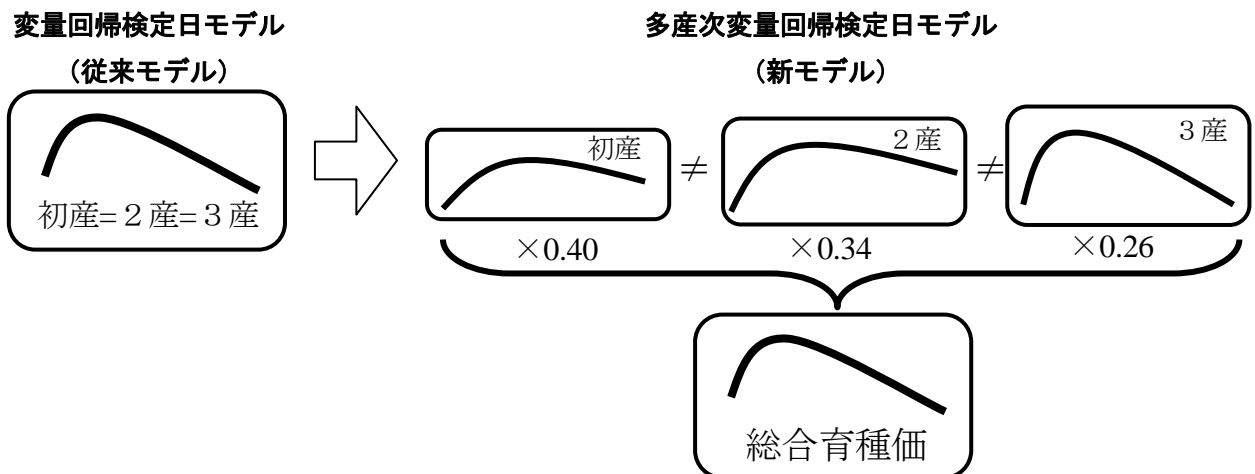 変量回帰検定日モデル
（従来モデル）
初産=２産=３産
多産次変量回帰検定日モデル
（新モデル）
初産
≠
２産
≠
３産
×0.40
×0.34
×0.26
総合育種価